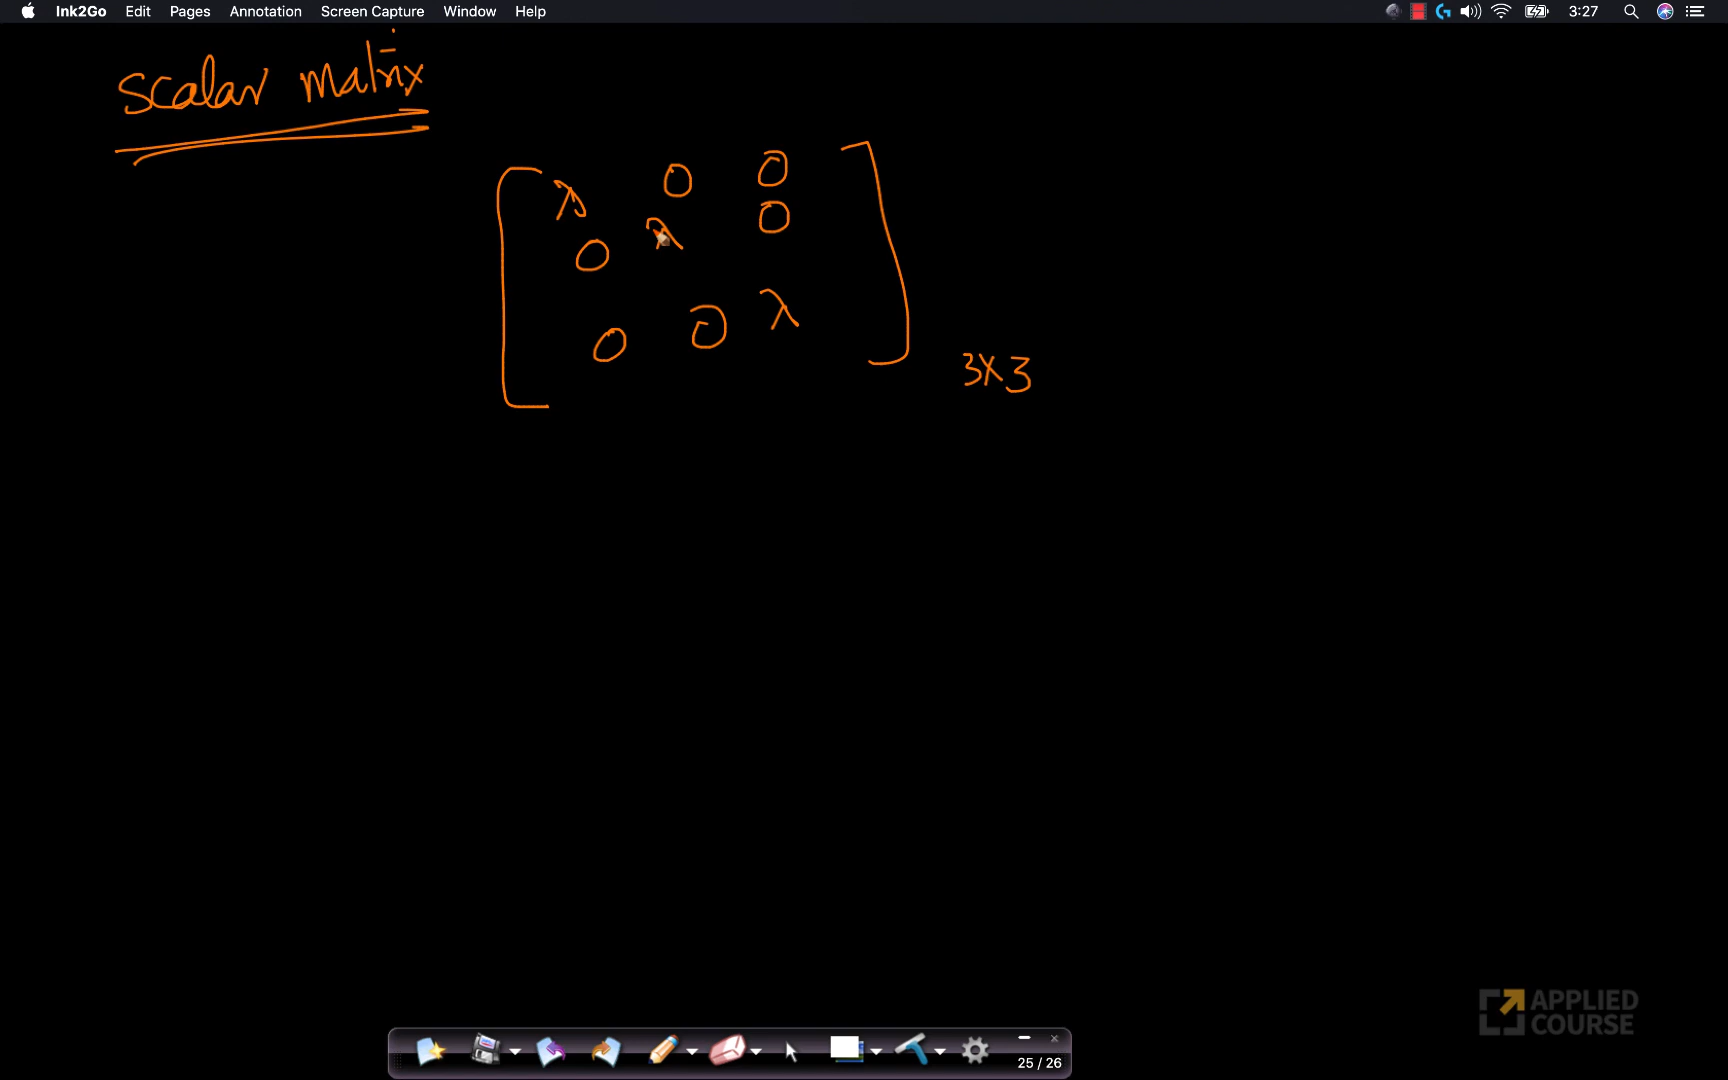 Ink2Go Edit Pages Annotation Screen Capture Window Help 3:27
scalar matrix
λ 0 0
0 λ 0
0 0 λ
3X3
APPLIED
COURSE
25 / 26